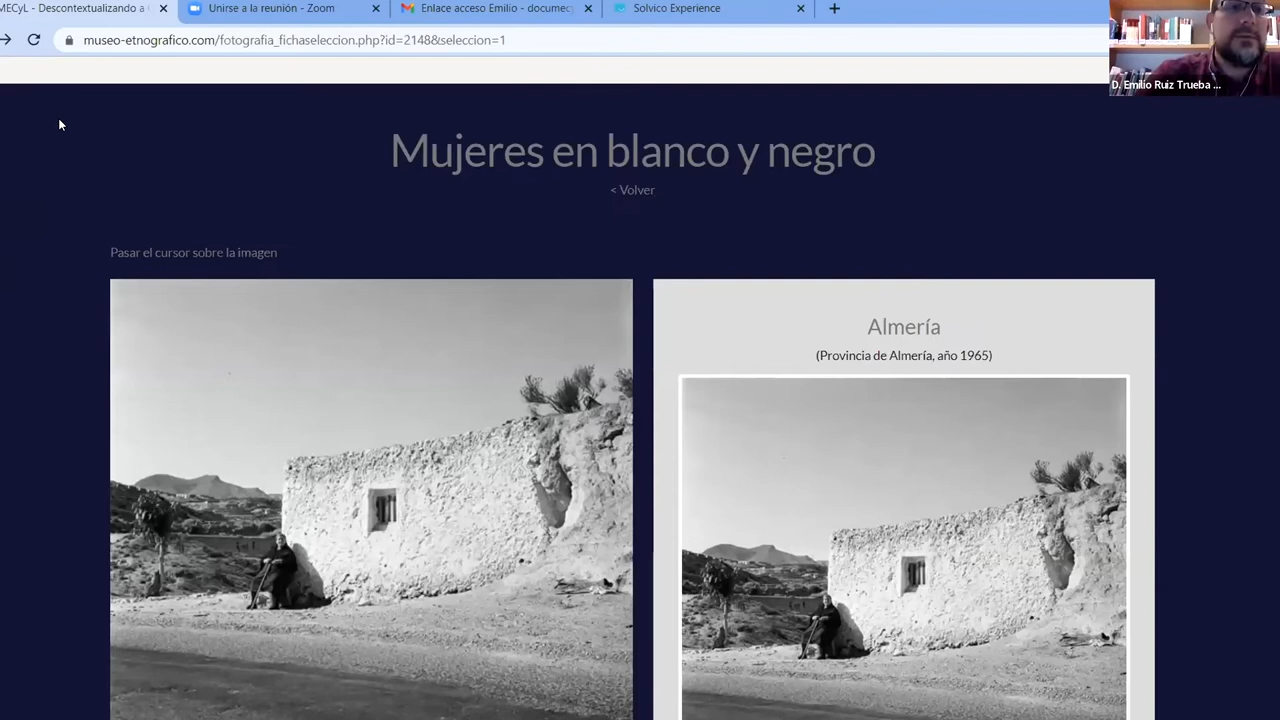 MECyL - Descontextualizando a
Unirse a la reunión - Zoom
Enlace acceso Emilio - documec
Solvico Experience
museo-etnografico.com/fotografia_fichaseleccion.php?id=2148&seleccion=1
D. Emilio Ruiz Trueba ...
Mujeres en blanco y negro
< Volver
Pasar el cursor sobre la imagen
Almería
(Provincia de Almería, año 1965)